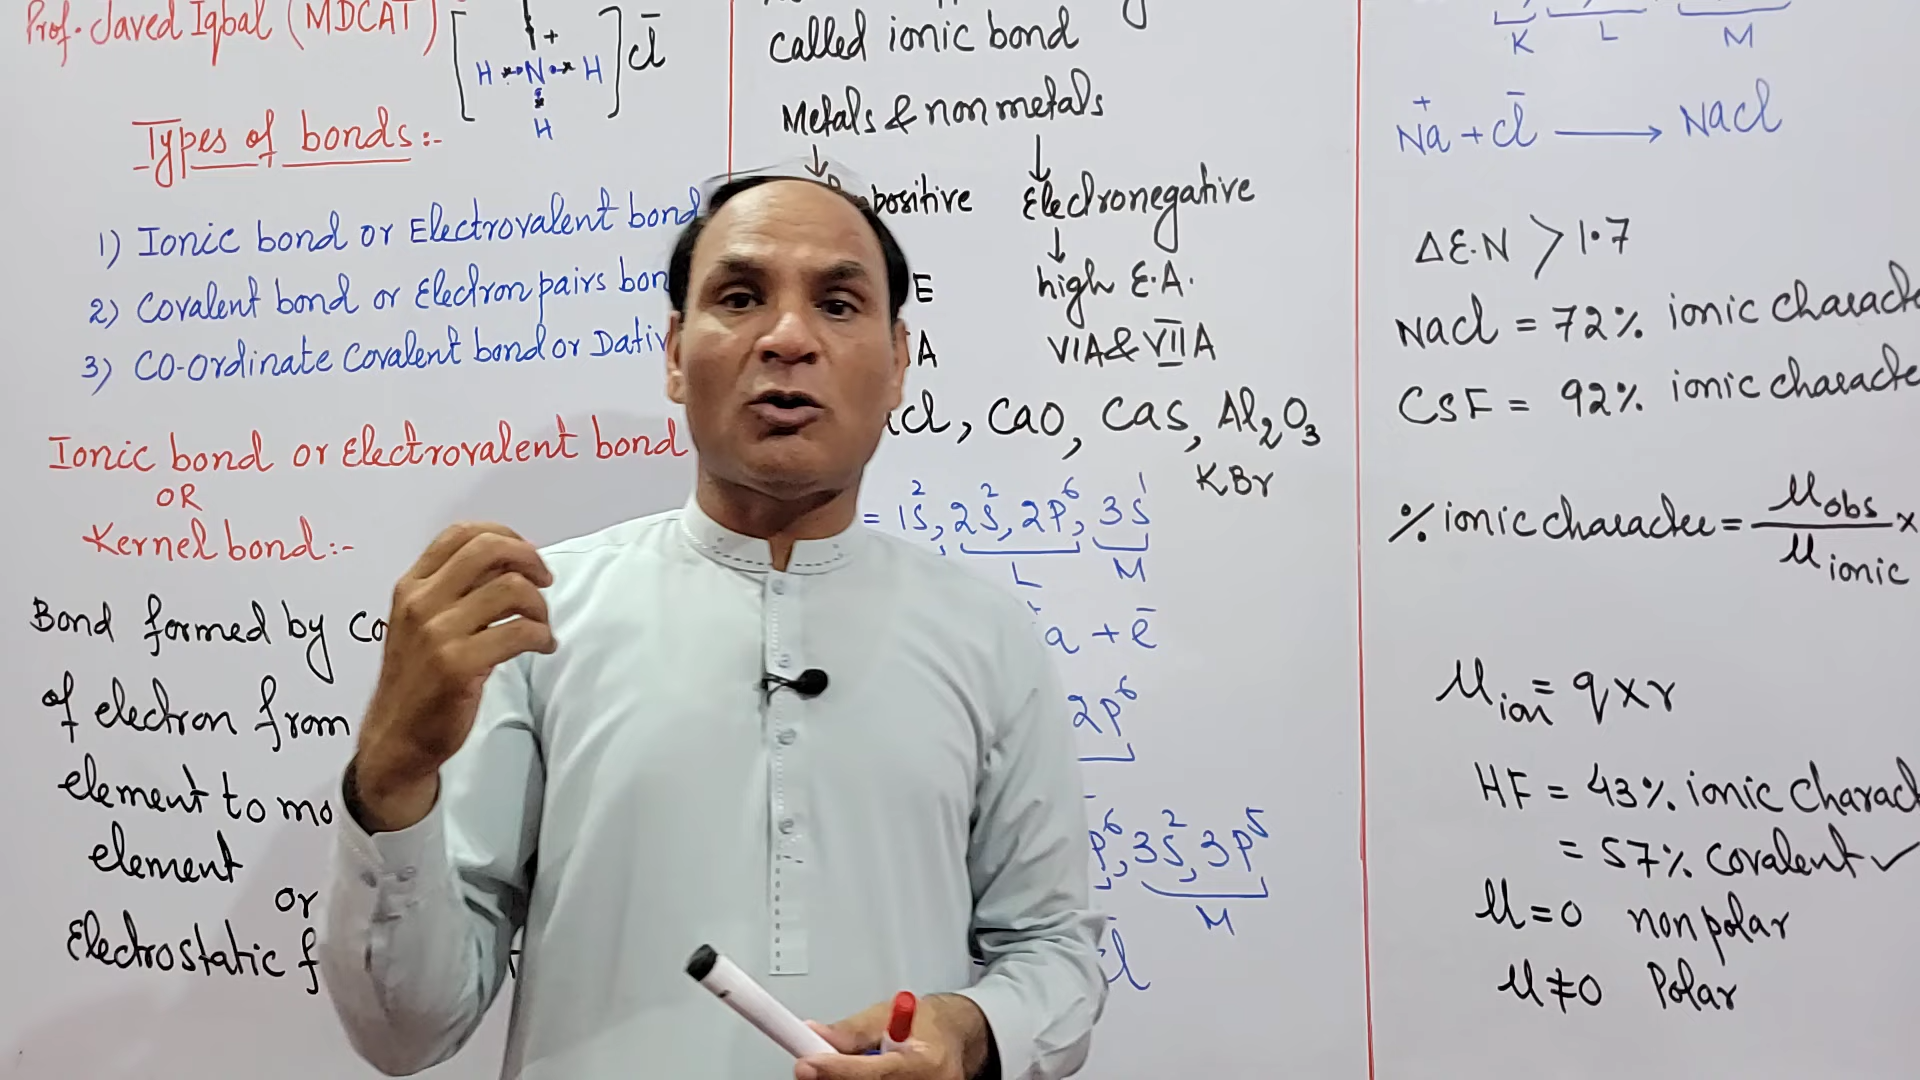 Prof. Javed Iqbal (MDCAT)
[H N H H]⁺ Cl⁻
Types of bonds:-
1) Ionic bond or Electrovalent bond
2) Covalent bond or Electron pairs bon
3) Co-ordinate Covalent bond or Dativ
Ionic bond or Electrovalent bond
OR
Kernel bond:-
Bond formed by co
of electron from
element to mo
element
or
Electrostatic f
called ionic bond
Metals & non metals
↓ ↓
positive Electronegative
↓
E high E.A.
A VIA & VIIA
cl, CaO, CaS, Al₂O₃
KBr
= 1s², 2s², 2p⁶, 3s¹
L M
a + e⁻
2p⁶
p⁶, 3s², 3p⁵
M
l
K L M
Na⁺ + Cl⁻ → NaCl
ΔE.N > 1.7
NaCl = 72% ionic characte
CsF = 92% ionic characte
% ionic character = μobs / μionic ×
μion = q×r
HF = 43% ionic charact
= 57% covalent ✓
μ=0 nonpolar
μ≠0 Polar